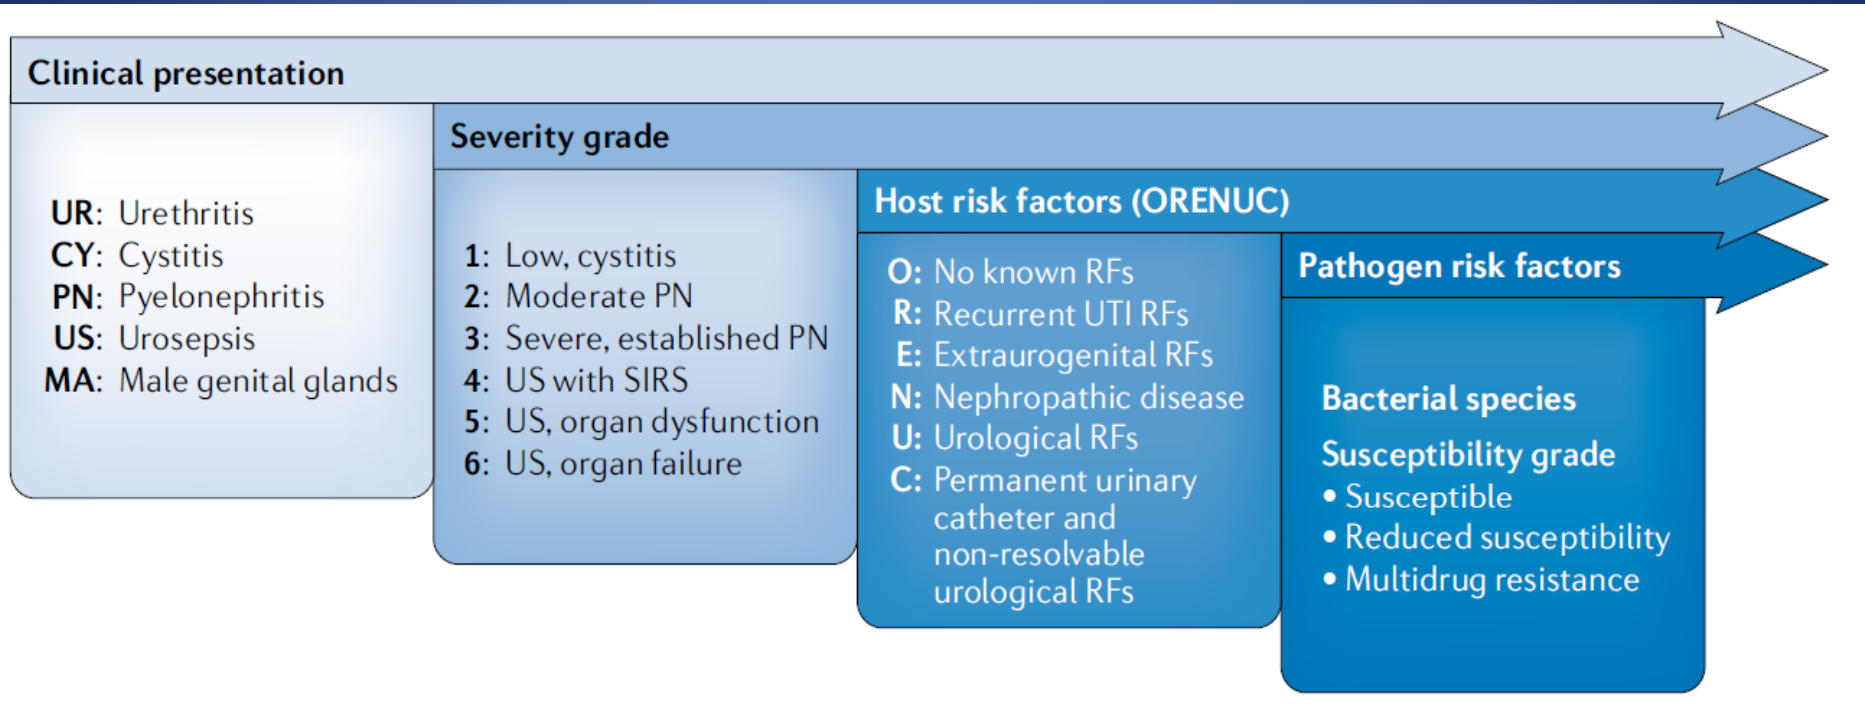 Clinical presentation
UR: Urethritis
CY: Cystitis
PN: Pyelonephritis
US: Urosepsis
MA: Male genital glands
Severity grade
1: Low, cystitis
2: Moderate PN
3: Severe, established PN
4: US with SIRS
5: US, organ dysfunction
6: US, organ failure
Host risk factors (ORENUC)
O: No known RFs
R: Recurrent UTI RFs
E: Extraurogenital RFs
N: Nephropathic disease
U: Urological RFs
C: Permanent urinary
catheter and
non-resolvable
urological RFs
Pathogen risk factors
Bacterial species
Susceptibility grade
• Susceptible
• Reduced susceptibility
• Multidrug resistance